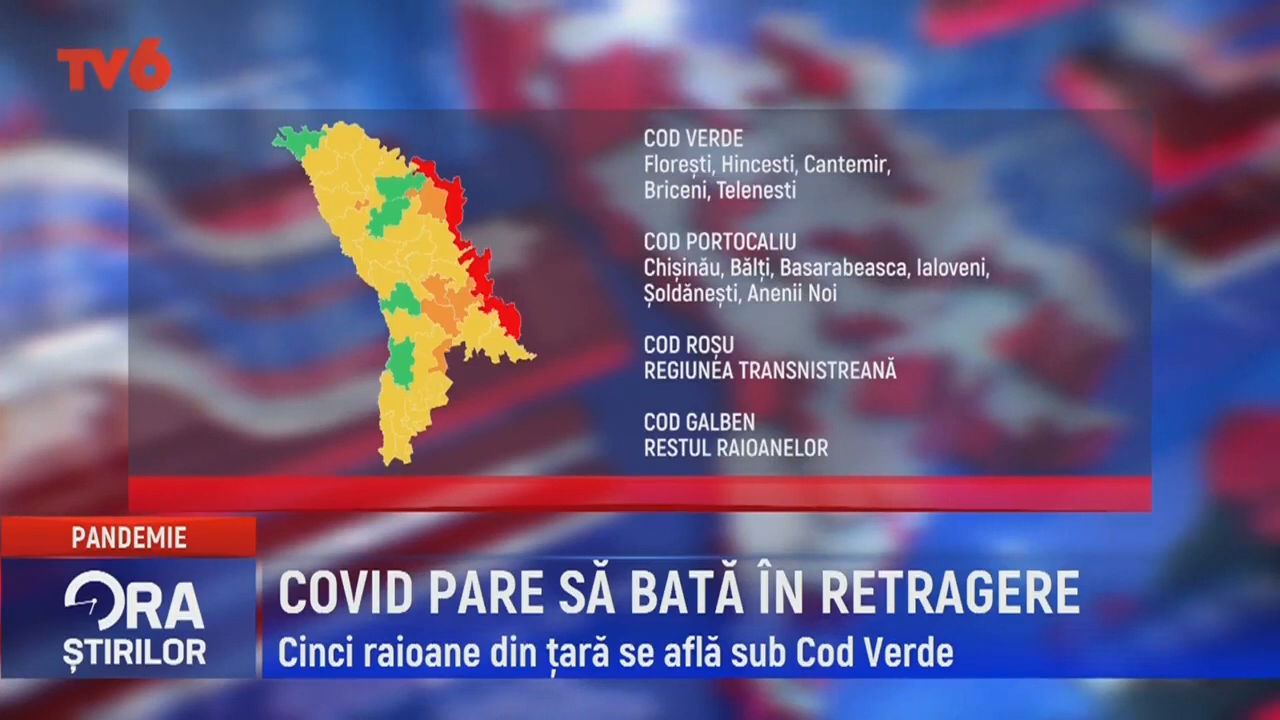 TV6
COD VERDE
Florești, Hincesti, Cantemir,
Briceni, Telenesti
COD PORTOCALIU
Chișinău, Bălți, Basarabeasca, Ialoveni,
Șoldănești, Anenii Noi
COD ROȘU
REGIUNEA TRANSNISTREANĂ
COD GALBEN
RESTUL RAIOANELOR
PANDEMIE
ORA
ȘTIRILOR
COVID PARE SĂ BATĂ ÎN RETRAGERE
Cinci raioane din țară se află sub Cod Verde